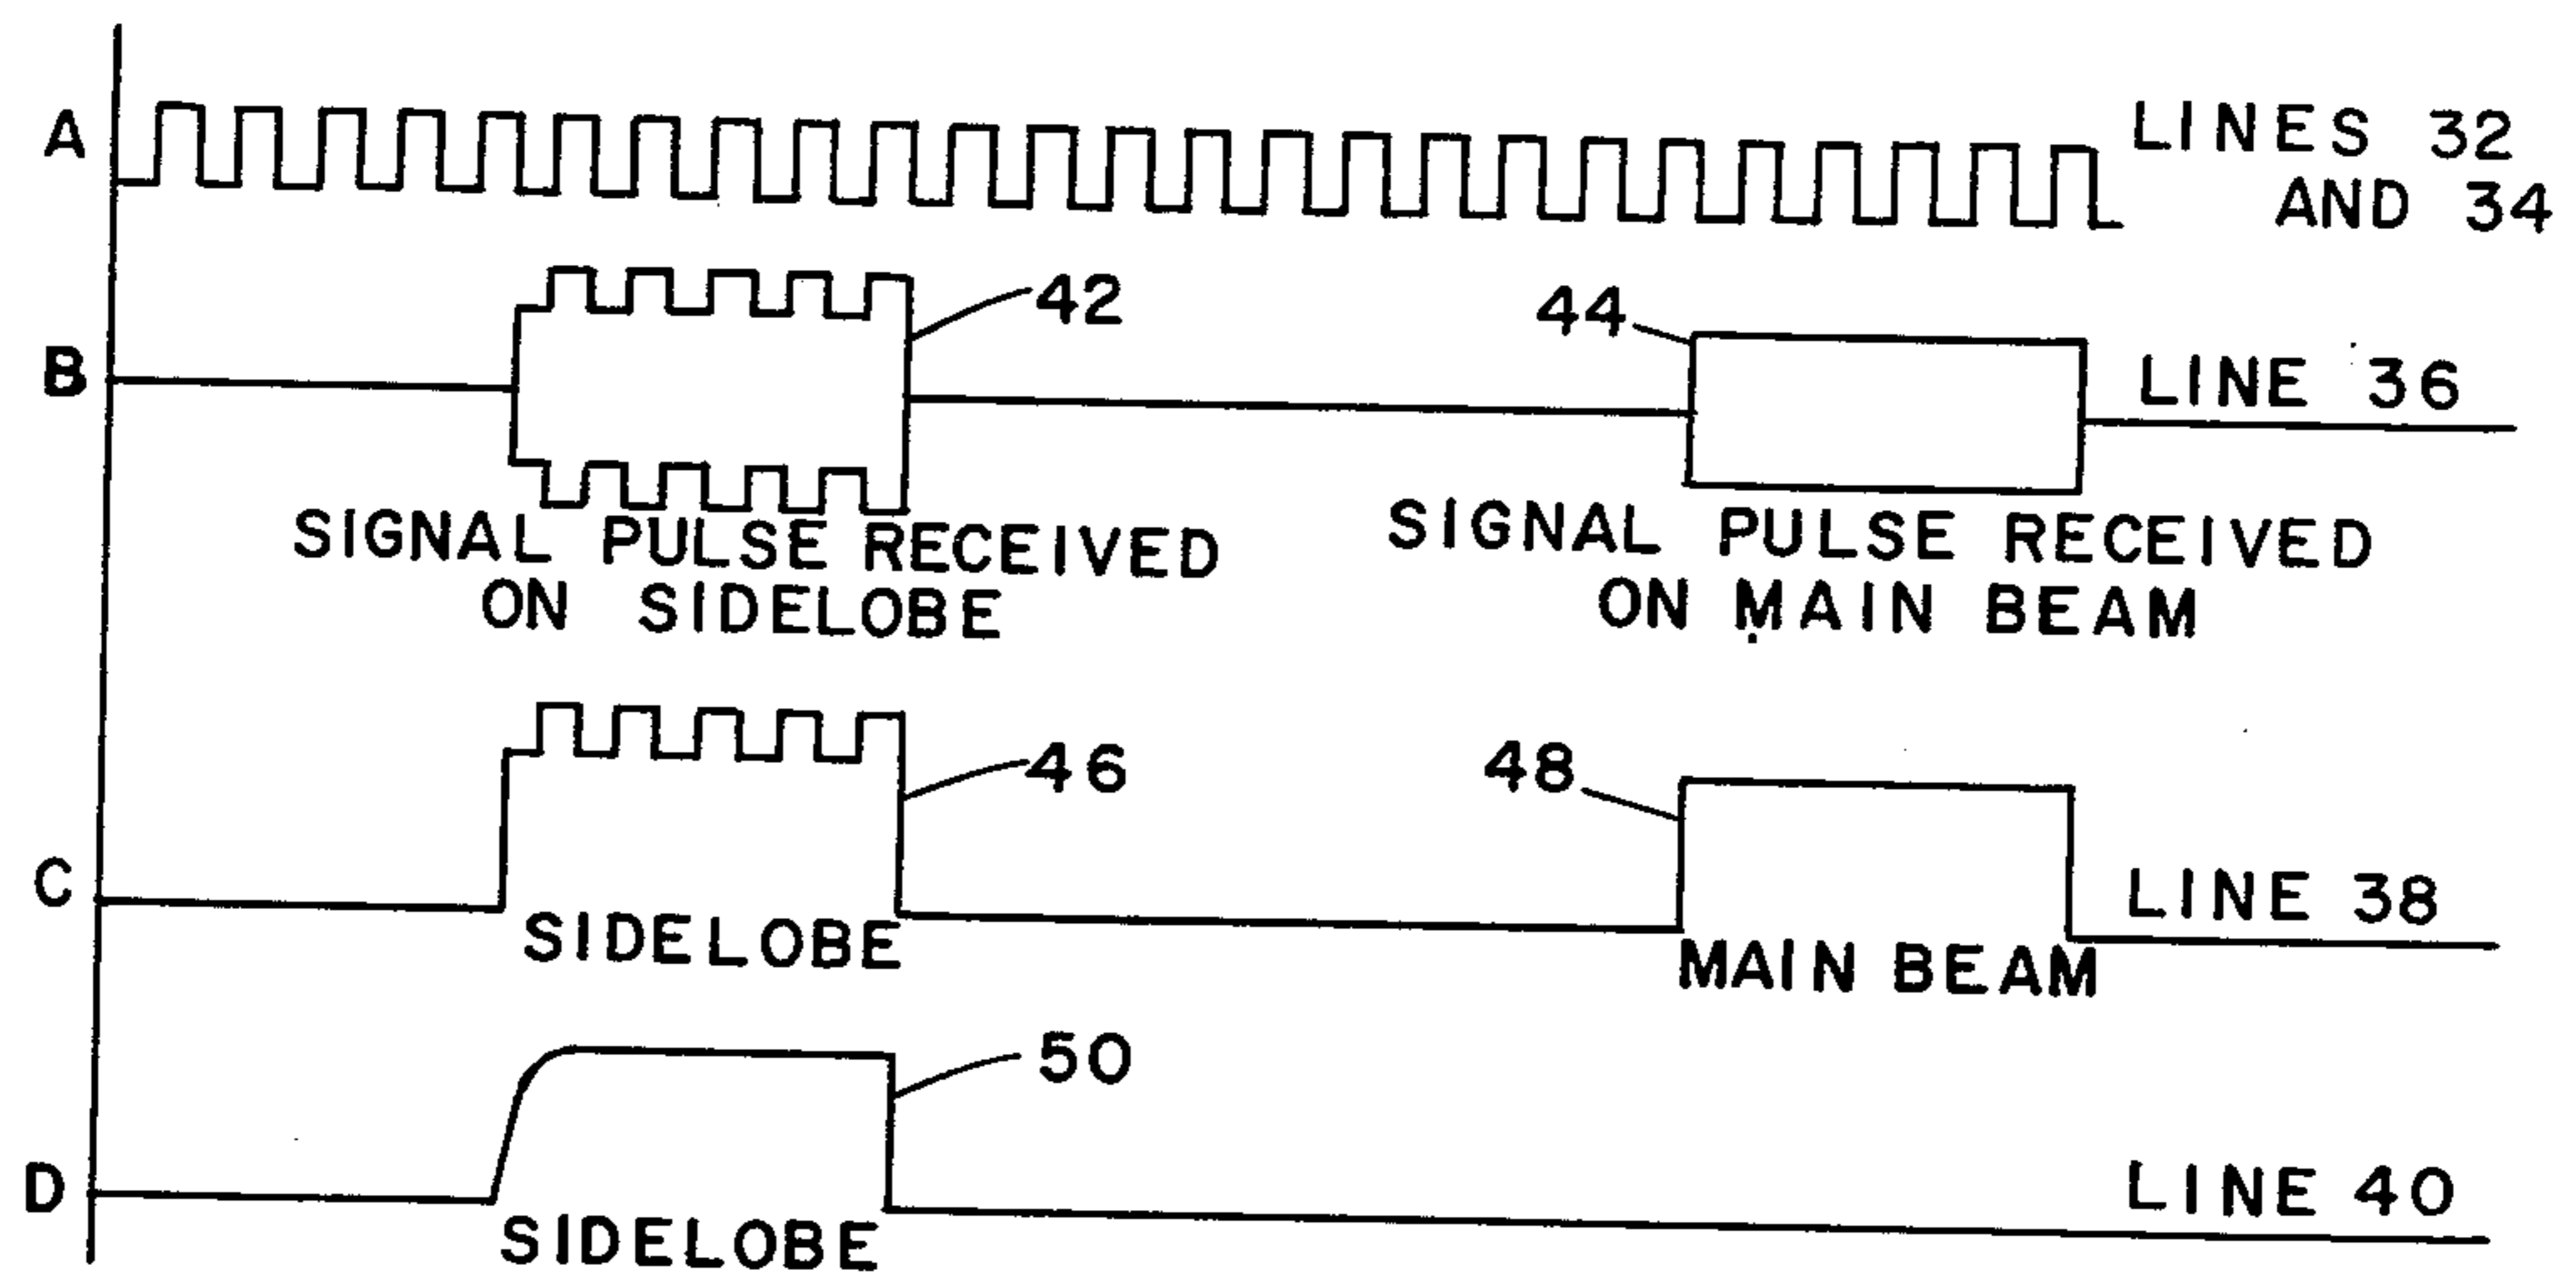 A
LINES 32
AND 34
42
44
B
LINE 36
SIGNAL PULSE RECEIVED
ON SIDELOBE
SIGNAL PULSE RECEIVED
ON MAIN BEAM
46
48
C
LINE 38
SIDELOBE
MAIN BEAM
50
D
LINE 40
SIDELOBE